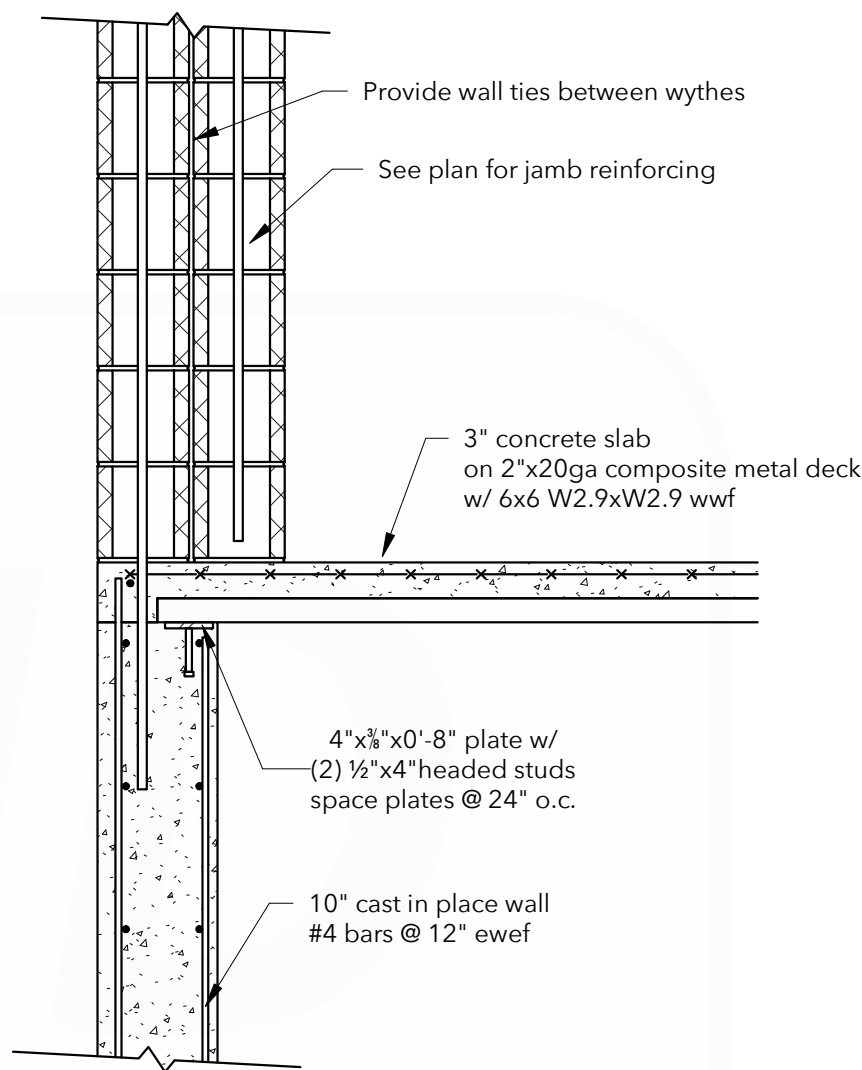 Provide wall ties between wythes
See plan for jamb reinforcing
3" concrete slab
on 2"x20ga composite metal deck
w/ 6x6 W2.9xW2.9 wwf
4"x⅜"x0'-8" plate w/
(2) ½"x4"headed studs
space plates @ 24" o.c.
10" cast in place wall
#4 bars @ 12" ewef